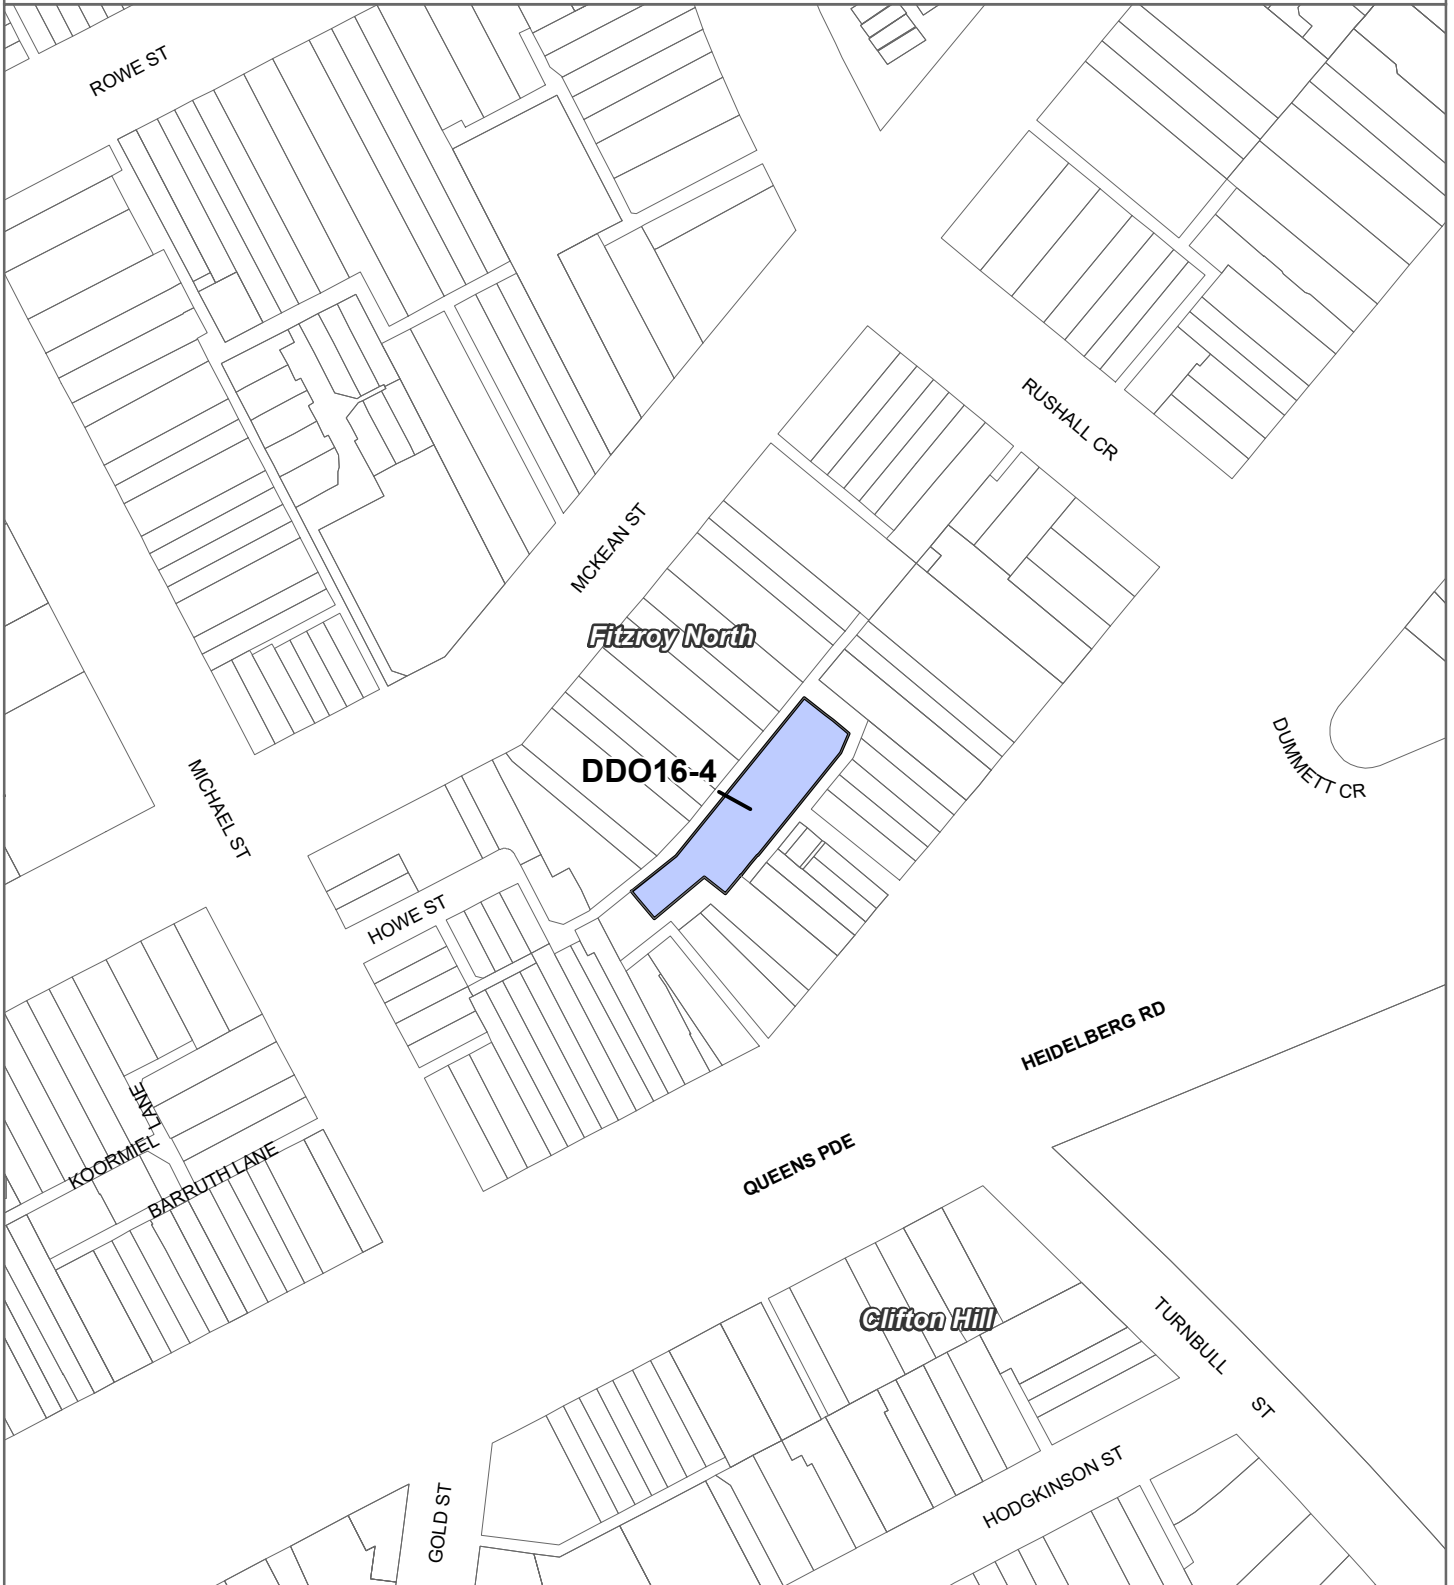 ROWE ST
RUSHALL CR
MCKEAN ST
Fitzroy North
DDO16-4
DUMMETT CR
MICHAEL ST
HOWE ST
HEIDELBERG RD
KOORMIEL LANE
BARRUTH LANE
QUEENS PDE
Clifton Hill
TURNBULL ST
HODGKINSON ST
GOLD ST